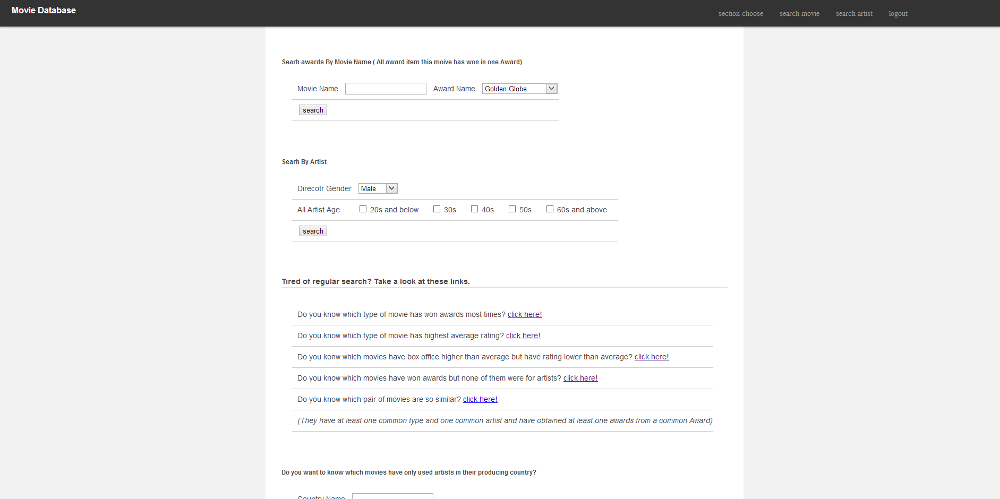 Movie Database
section choose search movie search artist logout
Searh awards By Movie Name ( All award item this moive has won in one Award)
Movie Name Award Name Golden Globe
search
Searh By Artist
Direcotr Gender Male
All Artist Age 20s and below 30s 40s 50s 60s and above
search
Tired of regular search? Take a look at these links.
Do you know which type of movie has won awards most times? click here!
Do you know which type of movie has highest average rating? click here!
Do you konw which movies have box office higher than average but have rating lower than average? click here!
Do you know which movies have won awards but none of them were for artists? click here!
Do you know which pair of movies are so similar? click here!
(They have at least one common type and one common artist and have obtained at least one awards from a common Award)
Do you want to know which movies have only used artists in their producing country?
Country Name